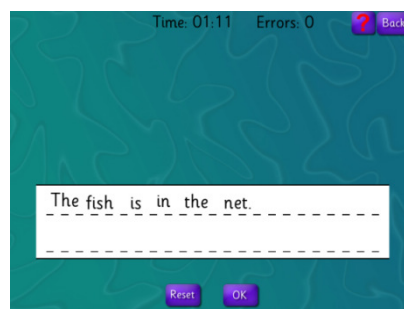 Time: 01:11 Errors: 0 ? Back
The fish is in the net.
Reset OK